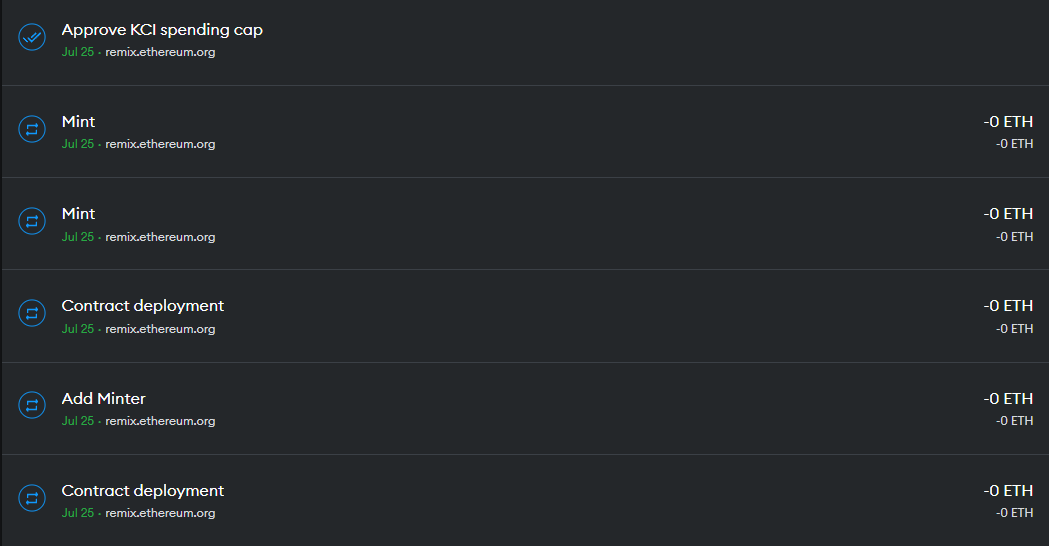 Approve KCI spending cap
Jul 25 · remix.ethereum.org
Mint
-0 ETH
Jul 25 · remix.ethereum.org
-0 ETH
Mint
-0 ETH
Jul 25 · remix.ethereum.org
-0 ETH
Contract deployment
-0 ETH
Jul 25 · remix.ethereum.org
-0 ETH
Add Minter
-0 ETH
Jul 25 · remix.ethereum.org
-0 ETH
Contract deployment
-0 ETH
Jul 25 · remix.ethereum.org
-0 ETH